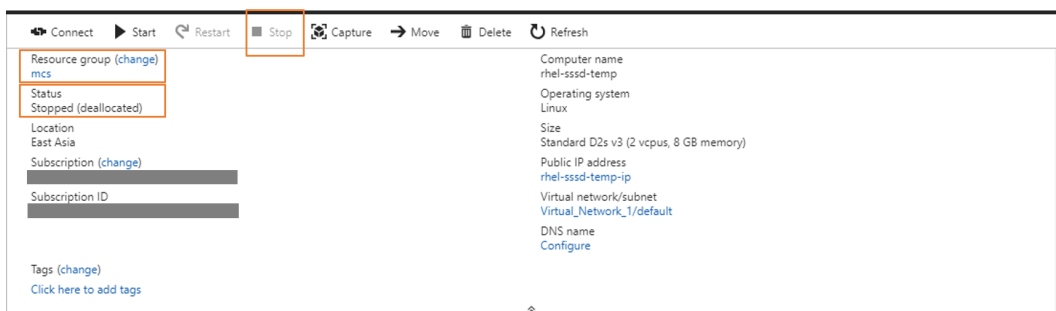 Connect Start Restart Stop Capture Move Delete Refresh
Resource group (change)
mcs
Status
Stopped (deallocated)
Location
East Asia
Subscription (change)
Subscription ID
Tags (change)
Click here to add tags
Computer name
rhel-sssd-temp
Operating system
Linux
Size
Standard D2s v3 (2 vcpus, 8 GB memory)
Public IP address
rhel-sssd-temp-ip
Virtual network/subnet
Virtual_Network_1/default
DNS name
Configure